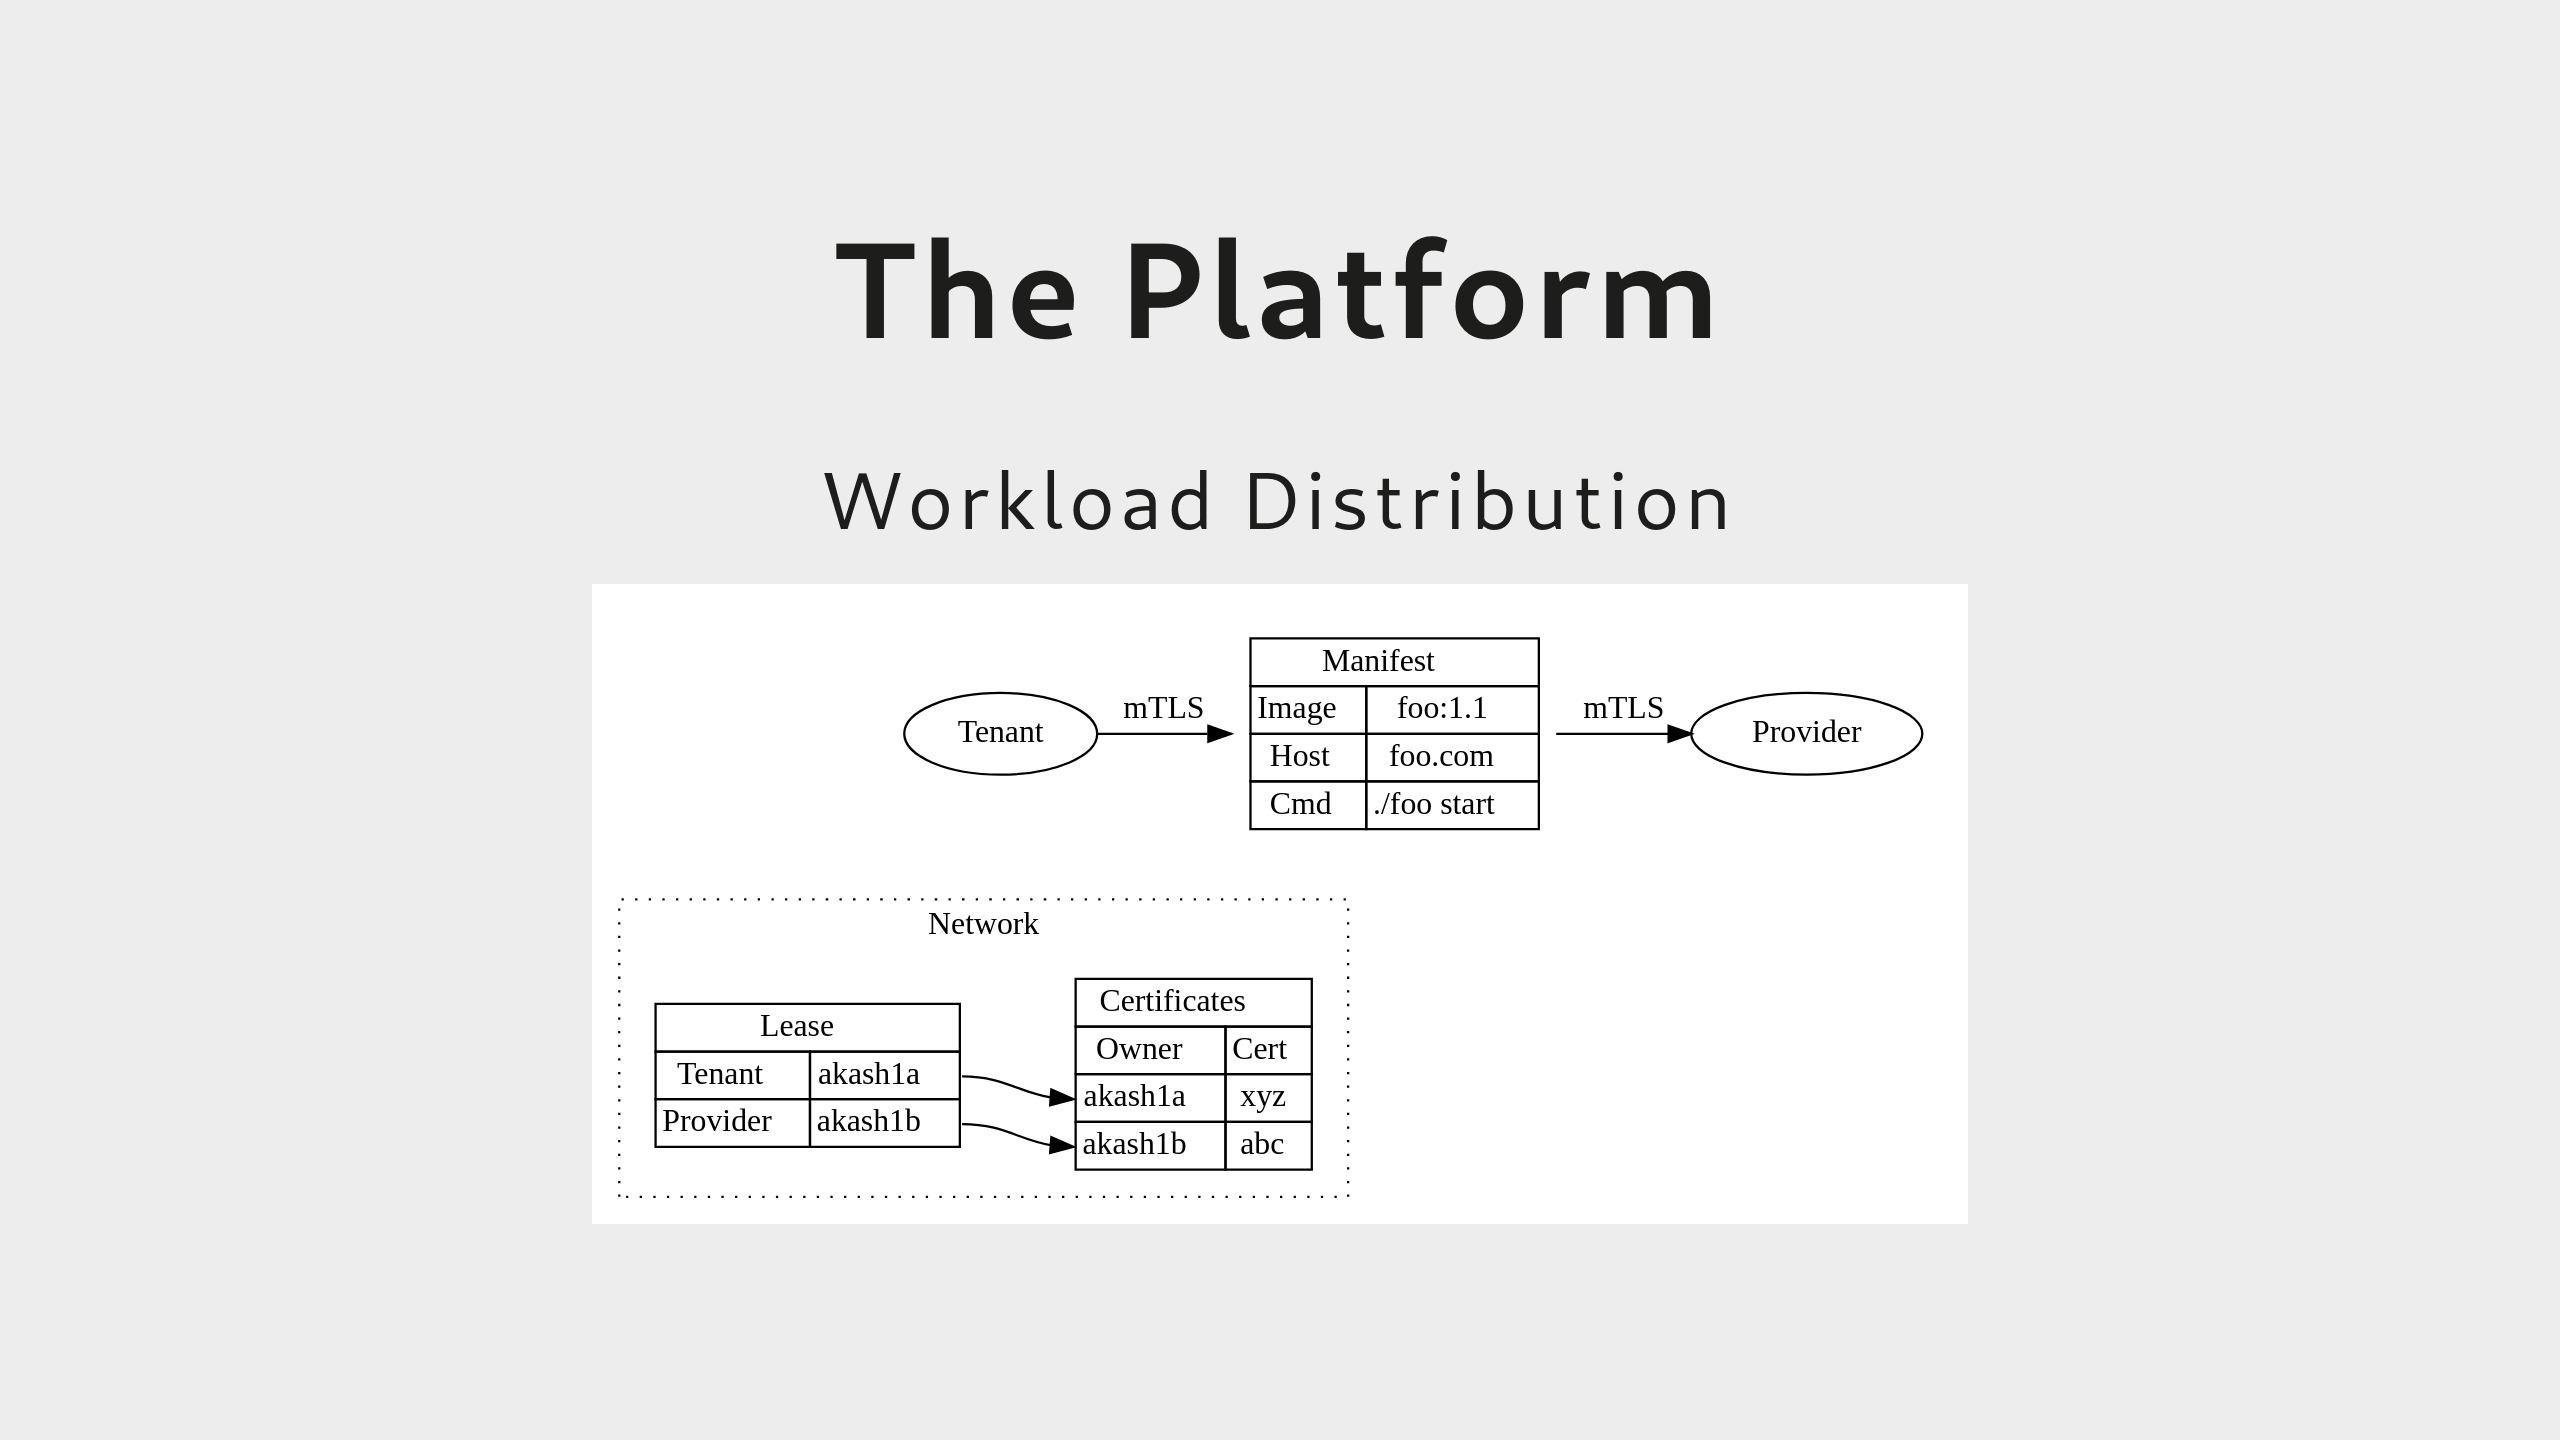 The Platform
Workload Distribution
Manifest
Tenant mTLS Image foo:1.1 mTLS Provider
Host foo.com
Cmd ./foo start
Network
Lease
Tenant akash1a
Provider akash1b
Certificates
Owner Cert
akash1a xyz
akash1b abc